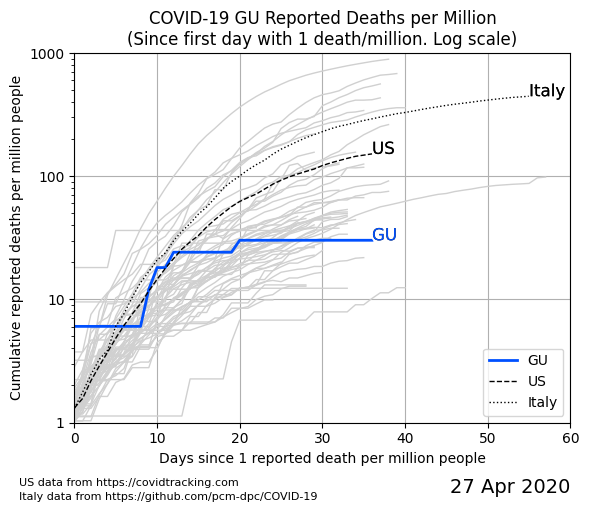 COVID-19 GU Reported Deaths per Million
(Since first day with 1 death/million. Log scale)
Cumulative reported deaths per million people
1000
100
10
1
Italy
US
GU
GU
US
Italy
0 10 20 30 40 50 60
Days since 1 reported death per million people
US data from https://covidtracking.com
Italy data from https://github.com/pcm-dpc/COVID-19
27 Apr 2020